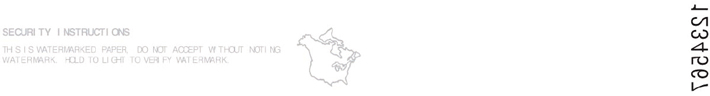 SECURITY INSTRUCTIONS
THIS IS WATERMARKED PAPER. DO NOT ACCEPT WITHOUT NOTING
WATERMARK. HOLD TO LIGHT TO VERIFY WATERMARK.
1234567